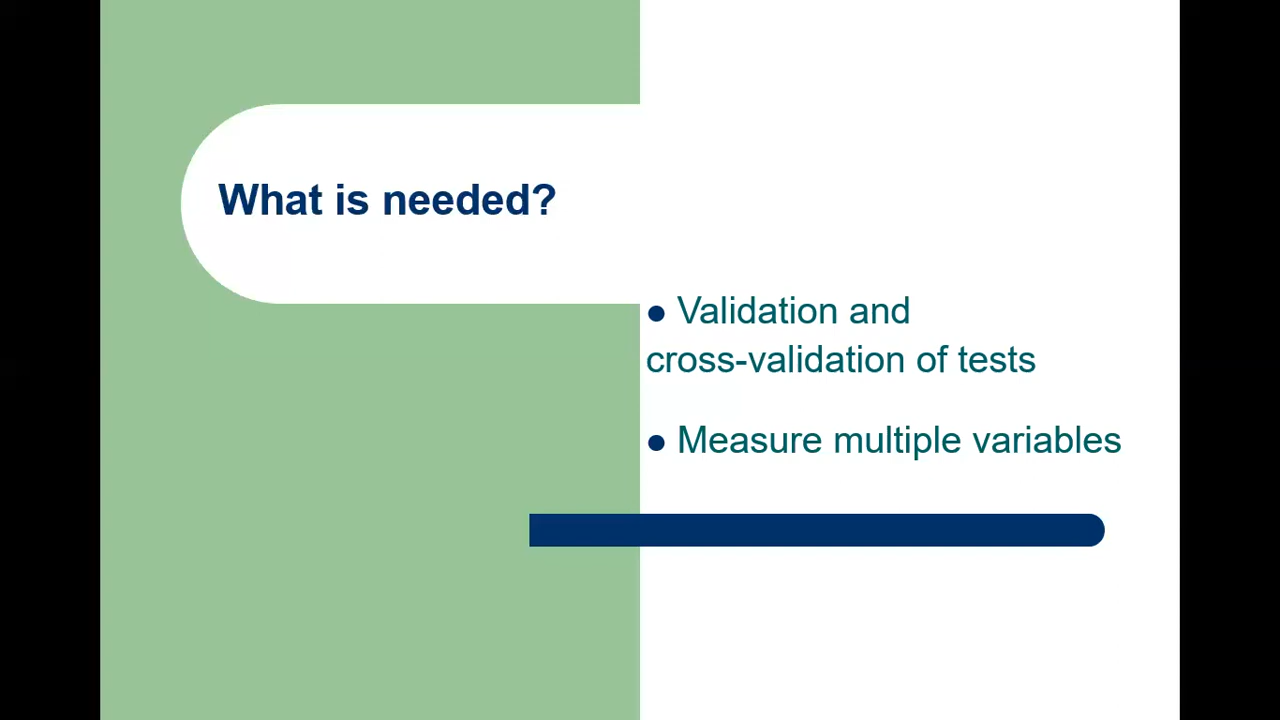 What is needed?
● Validation and
cross-validation of tests
● Measure multiple variables